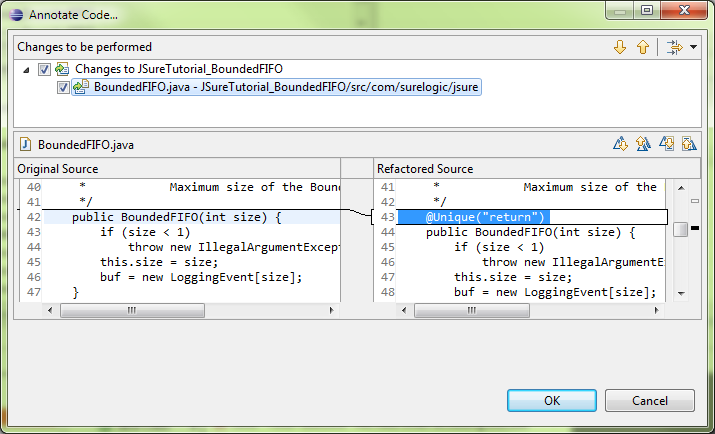 Annotate Code...
Changes to be performed
Changes to JSureTutorial_BoundedFIFO
BoundedFIFO.java - JSureTutorial_BoundedFIFO/src/com/surelogic/jsure
BoundedFIFO.java
Original Source
40 * Maximum size of the Boun
41 */
42 public BoundedFIFO(int size) {
43 if (size < 1)
44 throw new IllegalArgumentExcept
45 this.size = size;
46 buf = new LoggingEvent[size];
47 }
Refactored Source
41 * Maximum size of the
42 */
43 @Unique("return")
44 public BoundedFIFO(int size) {
45 if (size < 1)
46 throw new IllegalArgumentE
47 this.size = size;
48 buf = new LoggingEvent[size];
OK
Cancel